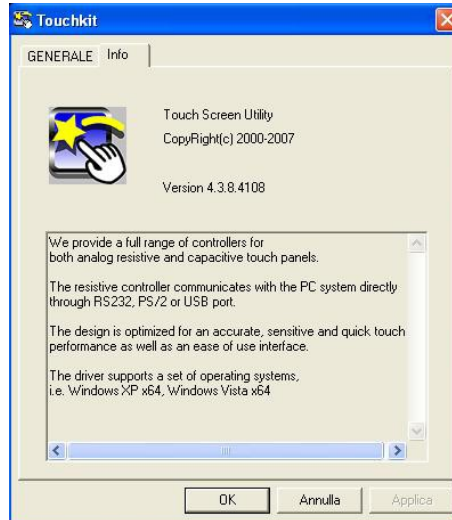 Touchkit
GENERALE Info
Touch Screen Utility
CopyRight(c) 2000-2007
Version 4.3.8.4108
We provide a full range of controllers for
both analog resistive and capacitive touch panels.
The resistive controller communicates with the PC system directly
through RS232, PS/2 or USB port.
The design is optimized for an accurate, sensitive and quick touch
performance as well as an ease of use interface.
The driver supports a set of operating systems,
i.e. Windows XP x64, Windows Vista x64
OK Annulla Applica